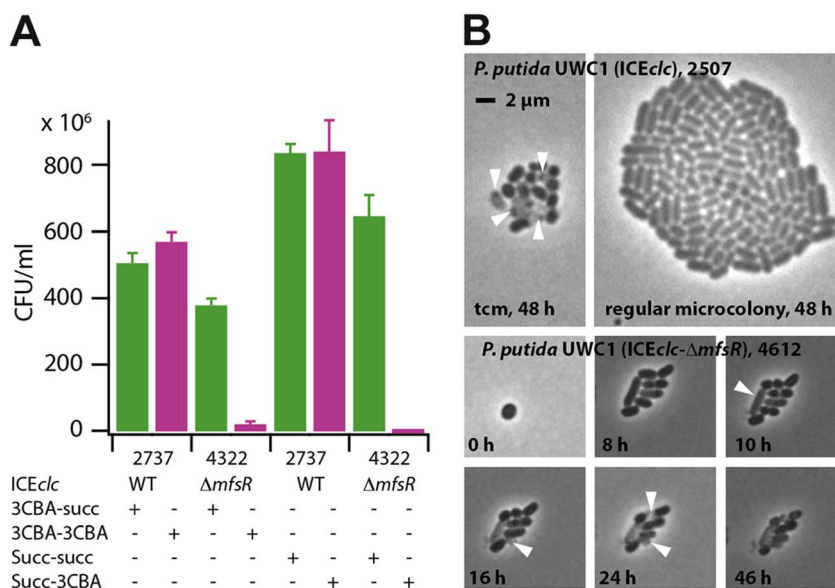 A
x 10⁶
800
600
400
200
0
CFU/ml
2737 4322 2737 4322
ICEclc WT ΔmfsR WT ΔmfsR
3CBA-succ + - + - - - - -
3CBA-3CBA - + - + - - - -
Succ-succ - - - - + - + -
Succ-3CBA - - - - - + - +
B
P. putida UWC1 (ICEclc), 2507
2 µm
tcm, 48 h regular microcolony, 48 h
P. putida UWC1 (ICEclc-ΔmfsR), 4612
0 h 8 h 10 h
16 h 24 h 46 h